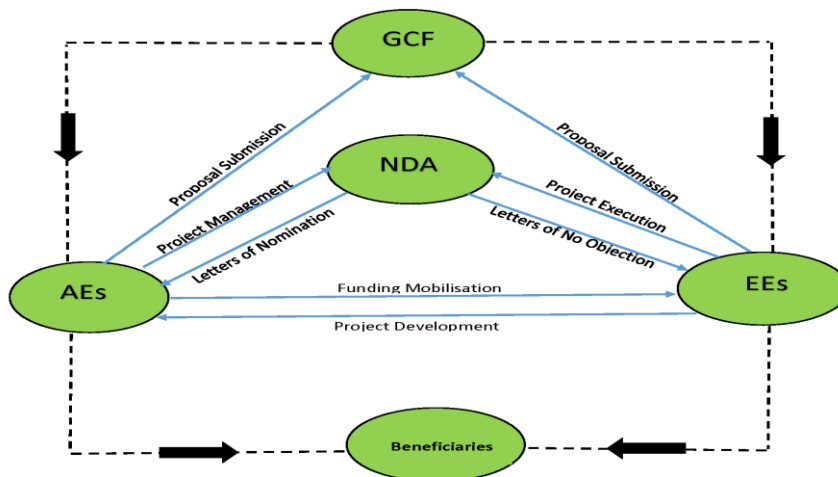 GCF
Proposal Submission
Proposal Submission
NDA
Project Management
Project Execution
Letters of Nomination
Letters of No Obiection
AEs
EEs
Funding Mobilisation
Project Development
Beneficiaries